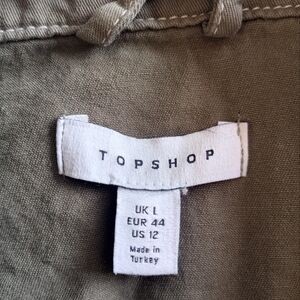 TOPSHOP
UK L
EUR 44
US 12
Made in
Turkey